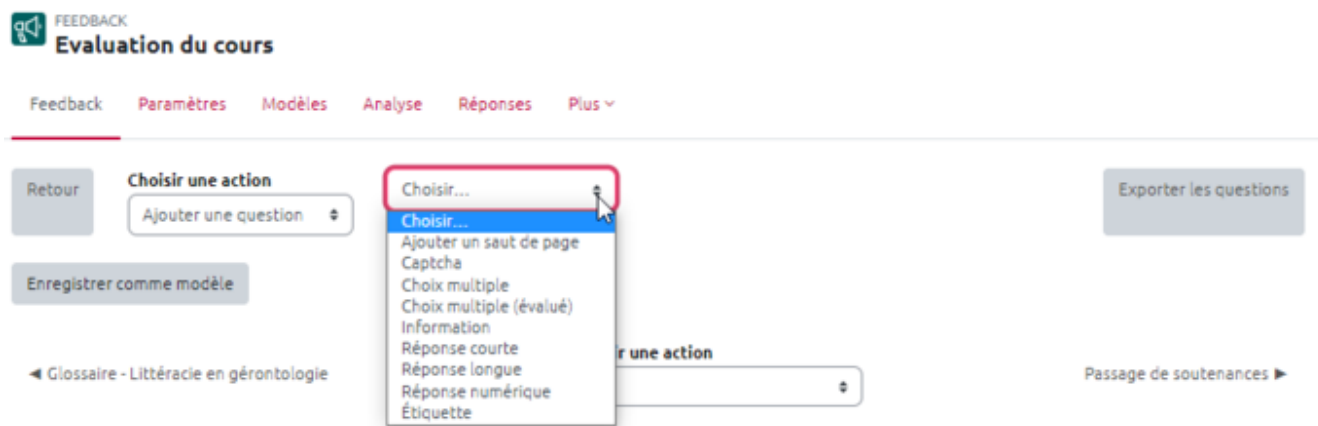 FEEDBACK
Evaluation du cours
Feedback Paramètres Modèles Analyse Réponses Plus
Retour
Choisir une action
Ajouter une question
Choisir...
Exporter les questions
Choisir...
Ajouter un saut de page
Captcha
Choix multiple
Choix multiple (évalué)
Information
Réponse courte
Réponse longue
Réponse numérique
Étiquette
Enregistrer comme modèle
r une action
◄ Glossaire - Littéracie en gérontologie
Passage de soutenances ►